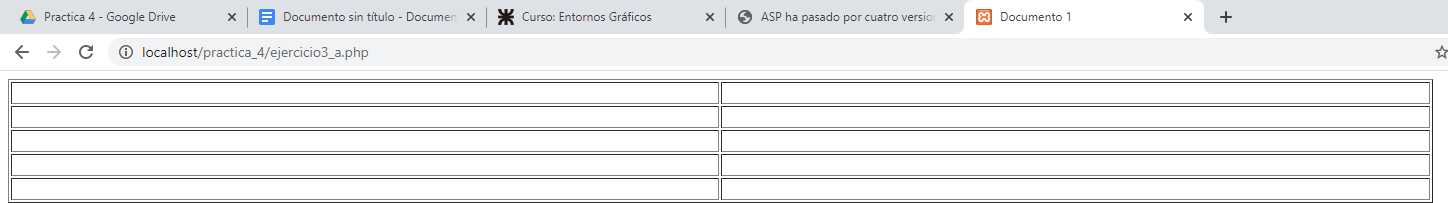 Practica 4 - Google Drive
Documento sin título - Documen
Curso: Entornos Gráficos
ASP ha pasado por cuatro version
Documento 1
localhost/practica_4/ejercicio3_a.php